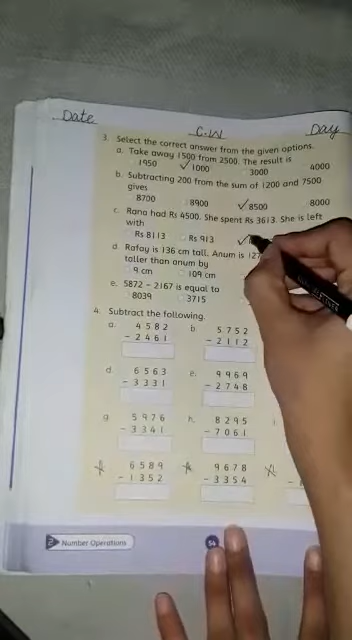 Date C.W Day
3. Select the correct answer from the given options.
a. Take away 1500 from 2500. The result is
1950 1000 3000 4000
b. Subtracting 200 from the sum of 1200 and 7500
gives
8700 8900 8500 8000
c. Rana had Rs 4500. She spent Rs 3613. She is left
with
Rs 8113 Rs 913
d. Rafay is 136 cm tall. Anum is 127
taller than anum by
9 cm 109 cm
e. 5872 – 2167 is equal to
8039 3715
4. Subtract the following.
a. 4 5 8 2 b. 5 7 5 2
– 2 4 6 1 – 2 1 1 2
d. 6 5 6 3 e. 9 9 6 9
– 3 3 3 1 – 2 7 4 8
g. 5 9 7 6 h. 8 2 9 5
– 3 3 4 1 – 7 0 6 1
6 5 8 9 9 6 7 8
– 1 3 5 2 – 3 3 5 4
Number Operations 54